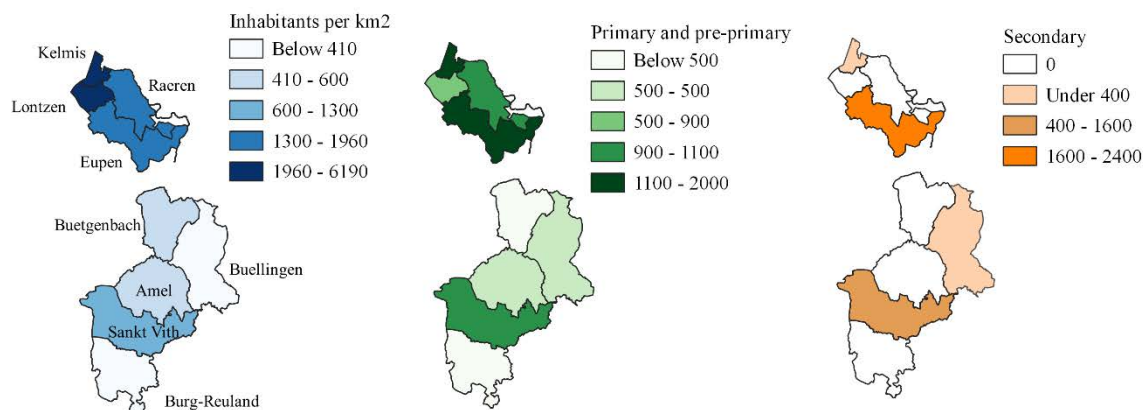 Inhabitants per km2
Below 410
410 - 600
600 - 1300
1300 - 1960
1960 - 6190
Kelmis
Raeren
Lontzen
Eupen
Buetgenbach
Buellingen
Amel
Sankt Vith
Burg-Reuland
Primary and pre-primary
Below 500
500 - 500
500 - 900
900 - 1100
1100 - 2000
Secondary
0
Under 400
400 - 1600
1600 - 2400